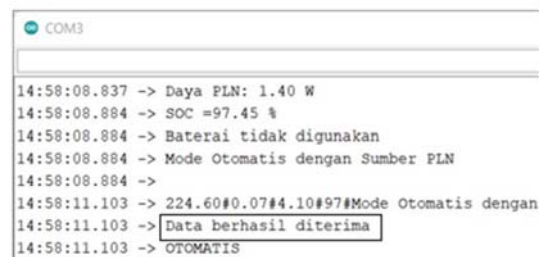 COM3
14:58:08.837 -> Daya PLN: 1.40 W
14:58:08.884 -> SOC =97.45 %
14:58:08.884 -> Baterai tidak digunakan
14:58:08.884 -> Mode Otomatis dengan Sumber PLN
14:58:08.884 ->
14:58:11.103 -> 224.60#0.07#4.10#97#Mode Otomatis dengan
14:58:11.103 -> Data berhasil diterima
14:58:11.103 -> OTOMATIS